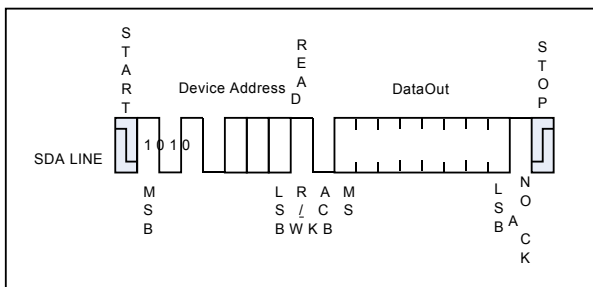 START
READ
STOP
Device Address
DataOut
SDA LINE
1 0 1 0
MSB
LSB
R/W
ACK
MSB
LSB
NO ACK